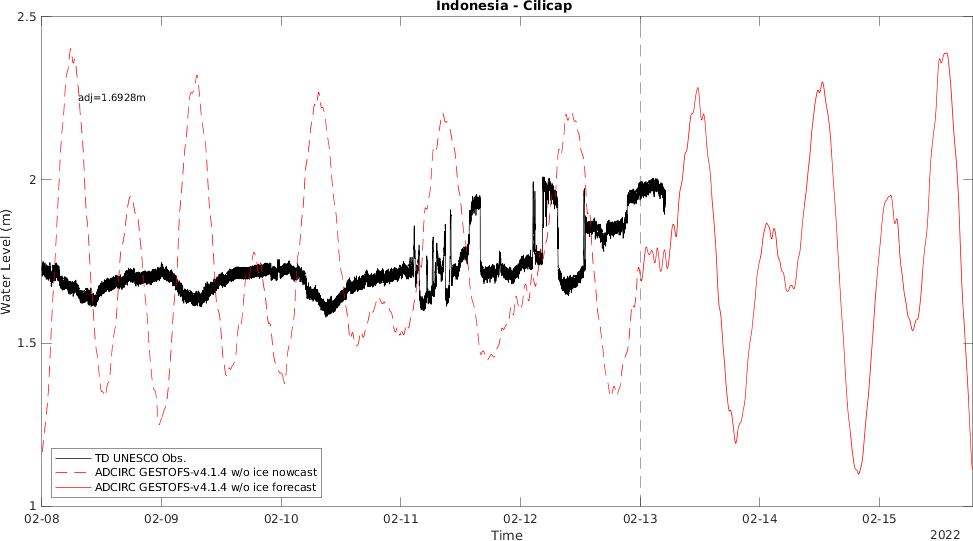 Indonesia - Cilicap
2.5
adj=1.6928m
2
Water Level (m)
1.5
TD UNESCO Obs.
ADCIRC GESTOFS-v4.1.4 w/o ice nowcast
ADCIRC GESTOFS-v4.1.4 w/o ice forecast
1
02-08 02-09 02-10 02-11 02-12 02-13 02-14 02-15
Time
2022